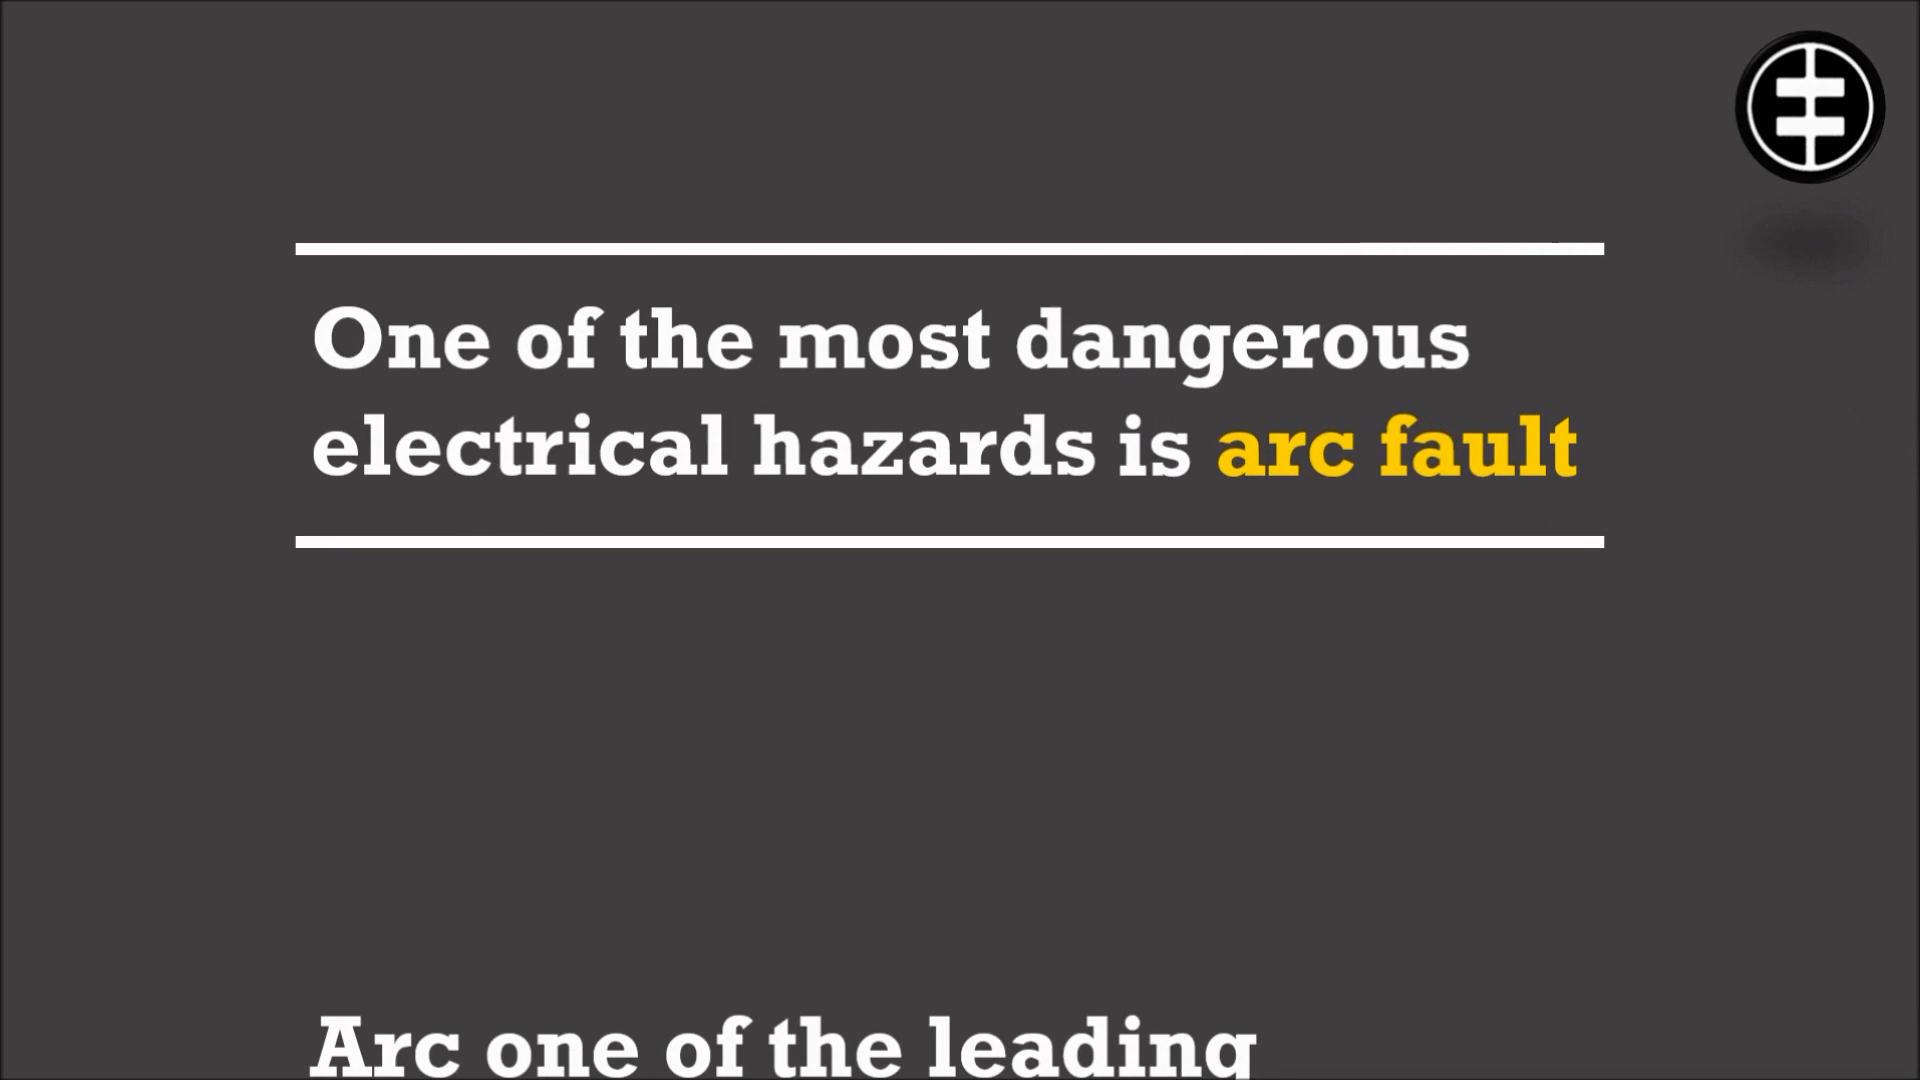 One of the most dangerous
electrical hazards is arc fault
Arc one of the leading